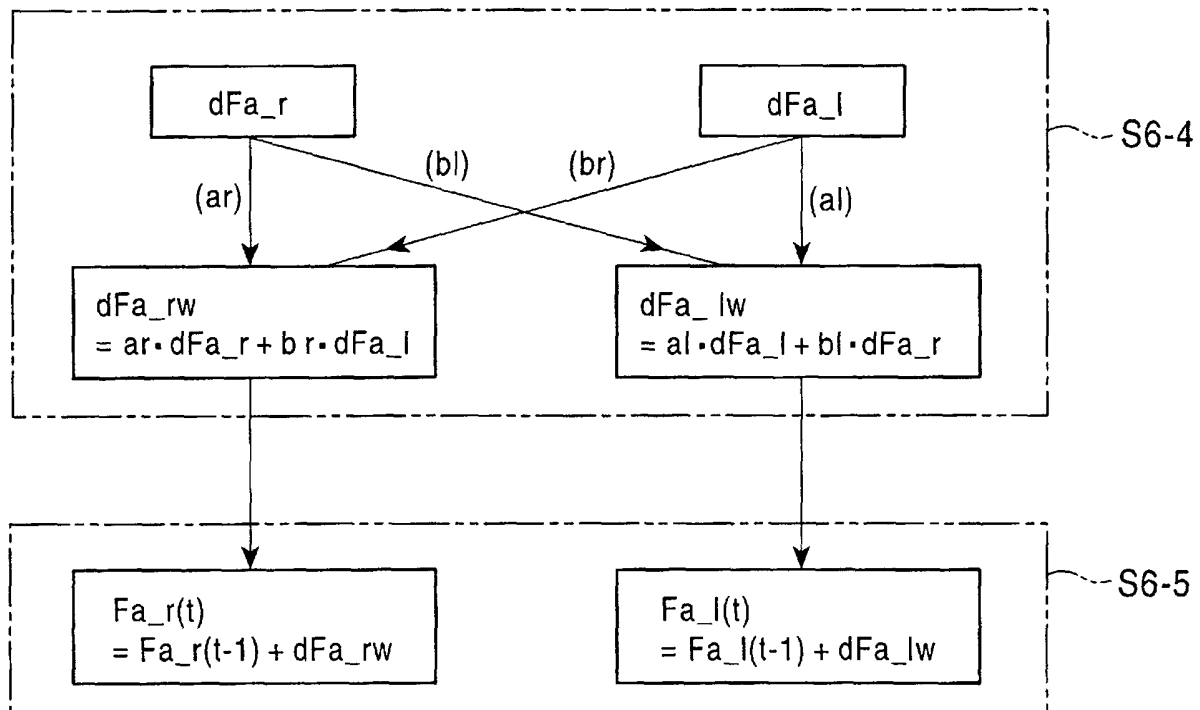 dFa_r
dFa_l
S6-4
(bl)
(br)
(ar)
(al)
dFa_rw
= ar·dFa_r + b r·dFa_l
dFa_ lw
= al·dFa_l + bl·dFa_r
Fa_r(t)
= Fa_r(t-1) + dFa_rw
Fa_l(t)
= Fa_l(t-1) + dFa_lw
S6-5